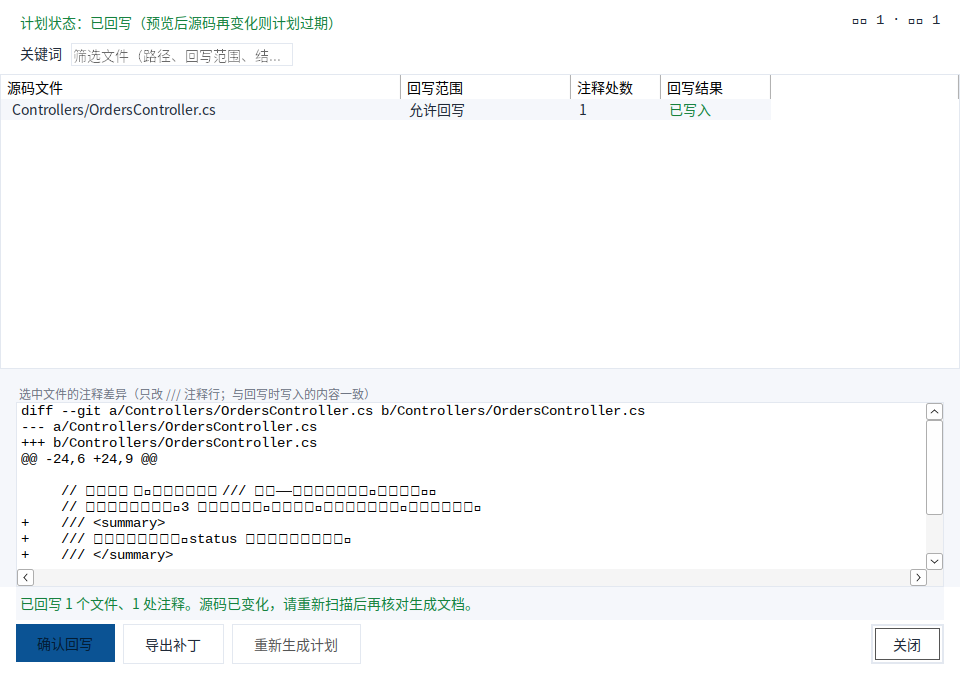 计划状态：已回写（预览后源码再变化则计划过期）
1 · 1
关键词 筛选文件（路径、回写范围、结...
源码文件 回写范围 注释处数 回写结果
Controllers/OrdersController.cs 允许回写 1 已写入
选中文件的注释差异（只改 /// 注释行；与回写时写入的内容一致）
diff --git a/Controllers/OrdersController.cs b/Controllers/OrdersController.cs
--- a/Controllers/OrdersController.cs
+++ b/Controllers/OrdersController.cs
@@ -24,6 +24,9 @@
// /// ——
// 3
+ /// <summary>
+ /// status
+ /// </summary>
已回写 1 个文件、1 处注释。源码已变化，请重新扫描后再核对生成文档。
确认回写 导出补丁 重新生成计划 关闭